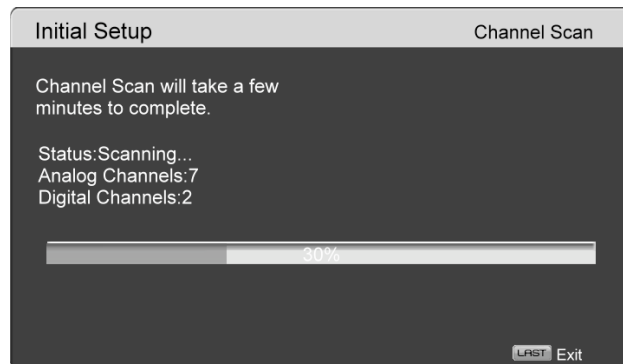 Initial Setup
Channel Scan
Channel Scan will take a few
minutes to complete.
Status:Scanning...
Analog Channels:7
Digital Channels:2
30%
LAST Exit